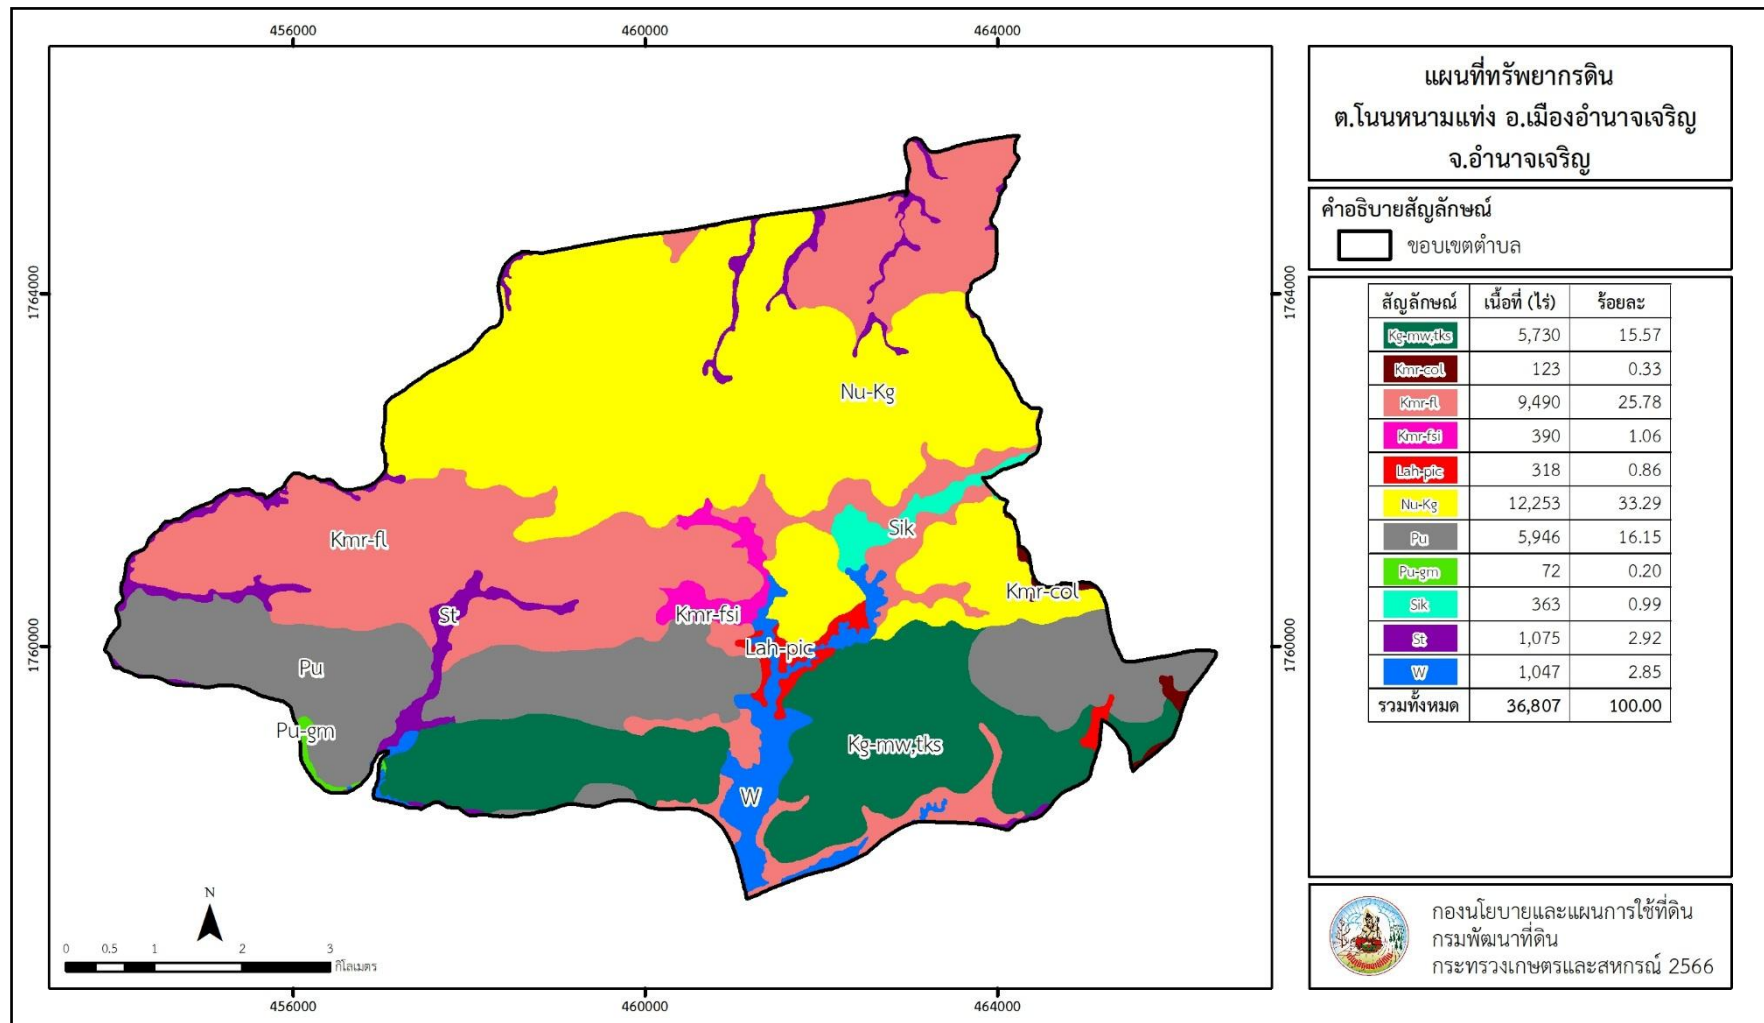 456000
460000
464000
1764000
1764000
1760000
1760000
Nu-Kg
Sik
Kmr-fl
Kmr-col
St
Kmr-fsi
Lah-pic
Pu
Pu-gm
Kg-mw,tks
W
N
0 0.5 1 2 3
กิโลเมตร
456000
460000
464000
แผนที่ทรัพยากรดิน
ต.โนนหนามแท่ง อ.เมืองอำนาจเจริญ
จ.อำนาจเจริญ
คำอธิบายสัญลักษณ์
ขอบเขตตำบล
สัญลักษณ์ เนื้อที่ (ไร่) ร้อยละ
Kg-mw,tks 5,730 15.57
Kmr-col 123 0.33
Kmr-fl 9,490 25.78
Kmr-fsi 390 1.06
Lah-pic 318 0.86
Nu-Kg 12,253 33.29
Pu 5,946 16.15
Pu-gm 72 0.20
Sik 363 0.99
St 1,075 2.92
W 1,047 2.85
รวมทั้งหมด 36,807 100.00
กองนโยบายและแผนการใช้ที่ดิน
กรมพัฒนาที่ดิน
กระทรวงเกษตรและสหกรณ์ 2566